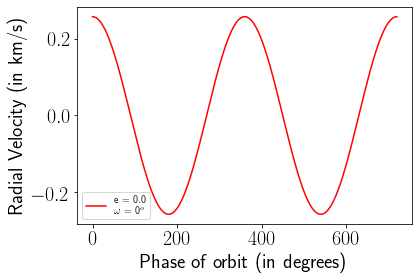 Radial Velocity (in km/s)
0.2
0.0
−0.2
e = 0.0
ω = 0°
0 200 400 600
Phase of orbit (in degrees)